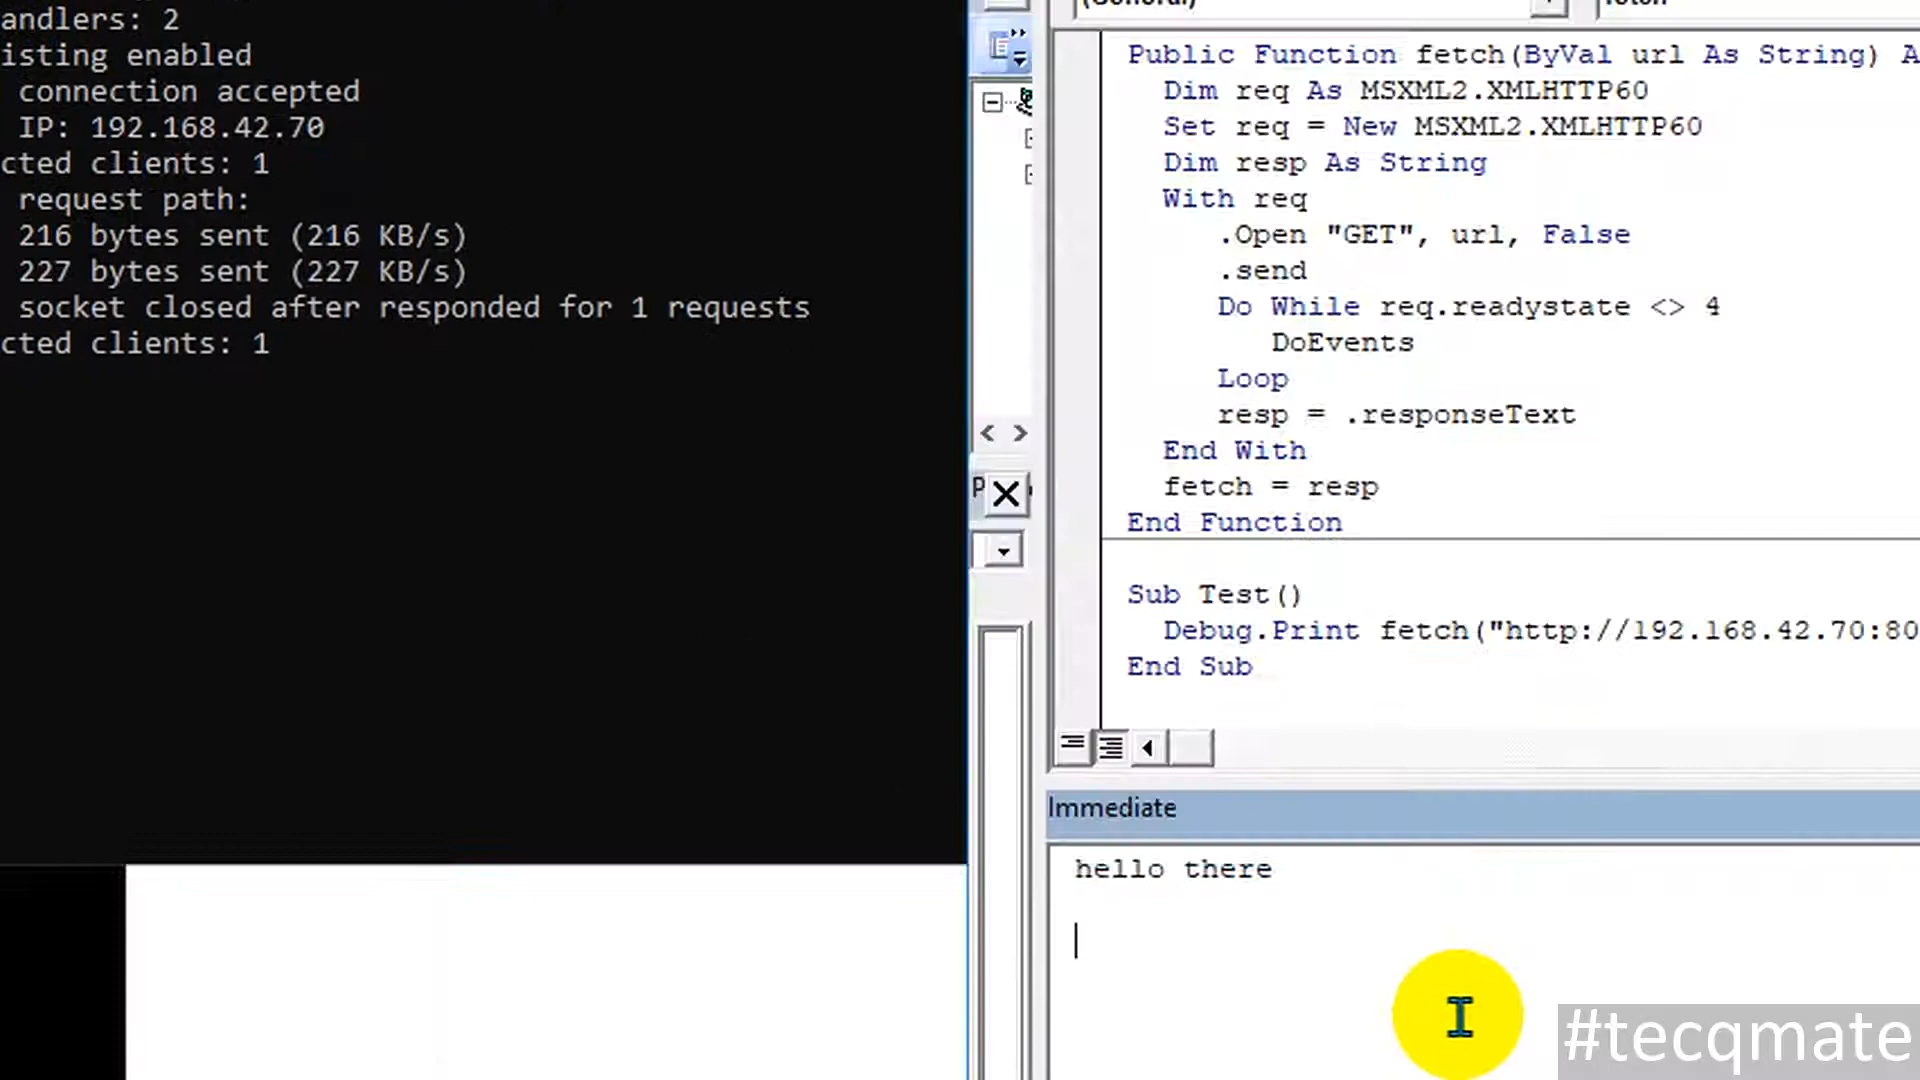 andlers: 2
isting enabled
connection accepted
IP: 192.168.42.70
cted clients: 1
request path:
216 bytes sent (216 KB/s)
227 bytes sent (227 KB/s)
socket closed after responded for 1 requests
cted clients: 1
Public Function fetch(ByVal url As String) A
Dim req As MSXML2.XMLHTTP60
Set req = New MSXML2.XMLHTTP60
Dim resp As String
With req
.Open "GET", url, False
.send
Do While req.readystate <> 4
DoEvents
Loop
resp = .responseText
End With
fetch = resp
End Function
Sub Test()
Debug.Print fetch("http://192.168.42.70:80
End Sub
Immediate
hello there
#tecqmate